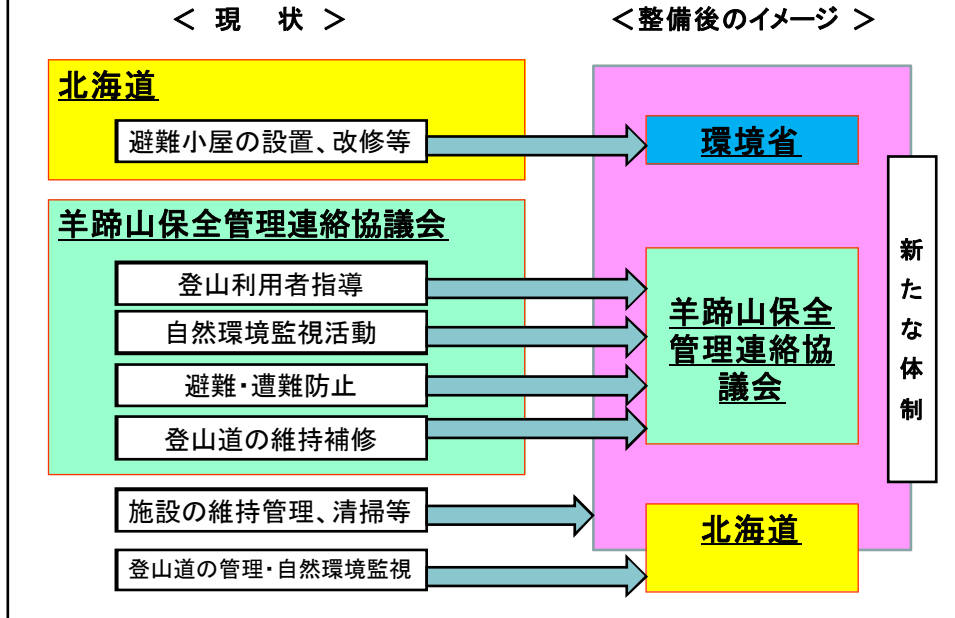 ＜ 現　状 ＞
＜整備後のイメージ ＞
北海道
避難小屋の設置、改修等
環境省
羊蹄山保全管理連絡協議会
登山利用者指導
自然環境監視活動
避難・遭難防止
登山道の維持補修
羊蹄山保全
管理連絡協
議会
新たな体制
施設の維持管理、清掃等
北海道
登山道の管理・自然環境監視